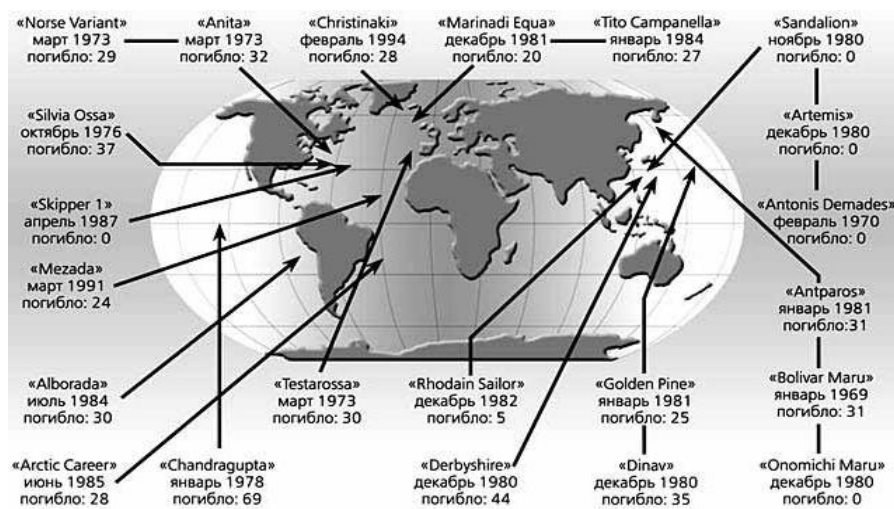 «Norse Variant»
март 1973
погибло: 29
«Anita»
март 1973
погибло: 32
«Christinaki»
февраль 1994
погибло: 28
«Marinadi Equa»
декабрь 1981
погибло: 20
«Tito Campanella»
январь 1984
погибло: 27
«Sandalion»
ноябрь 1980
погибло: 0
«Silvia Ossa»
октябрь 1976
погибло: 37
«Artemis»
декабрь 1980
погибло: 0
«Skipper 1»
апрель 1987
погибло: 0
«Antonis Demades»
февраль 1970
погибло: 0
«Mezada»
март 1991
погибло: 24
«Antparos»
январь 1981
погибло:31
«Alborada»
июль 1984
погибло: 30
«Testarossa»
март 1973
погибло: 30
«Rhodain Sailor»
декабрь 1982
погибло: 5
«Golden Pine»
январь 1981
погибло: 25
«Bolivar Maru»
январь 1969
погибло: 31
«Arctic Career»
июнь 1985
погибло: 28
«Chandragupta»
январь 1978
погибло: 69
«Derbyshire»
декабрь 1980
погибло: 44
«Dinav»
декабрь 1980
погибло: 35
«Onomichi Maru»
декабрь 1980
погибло: 0